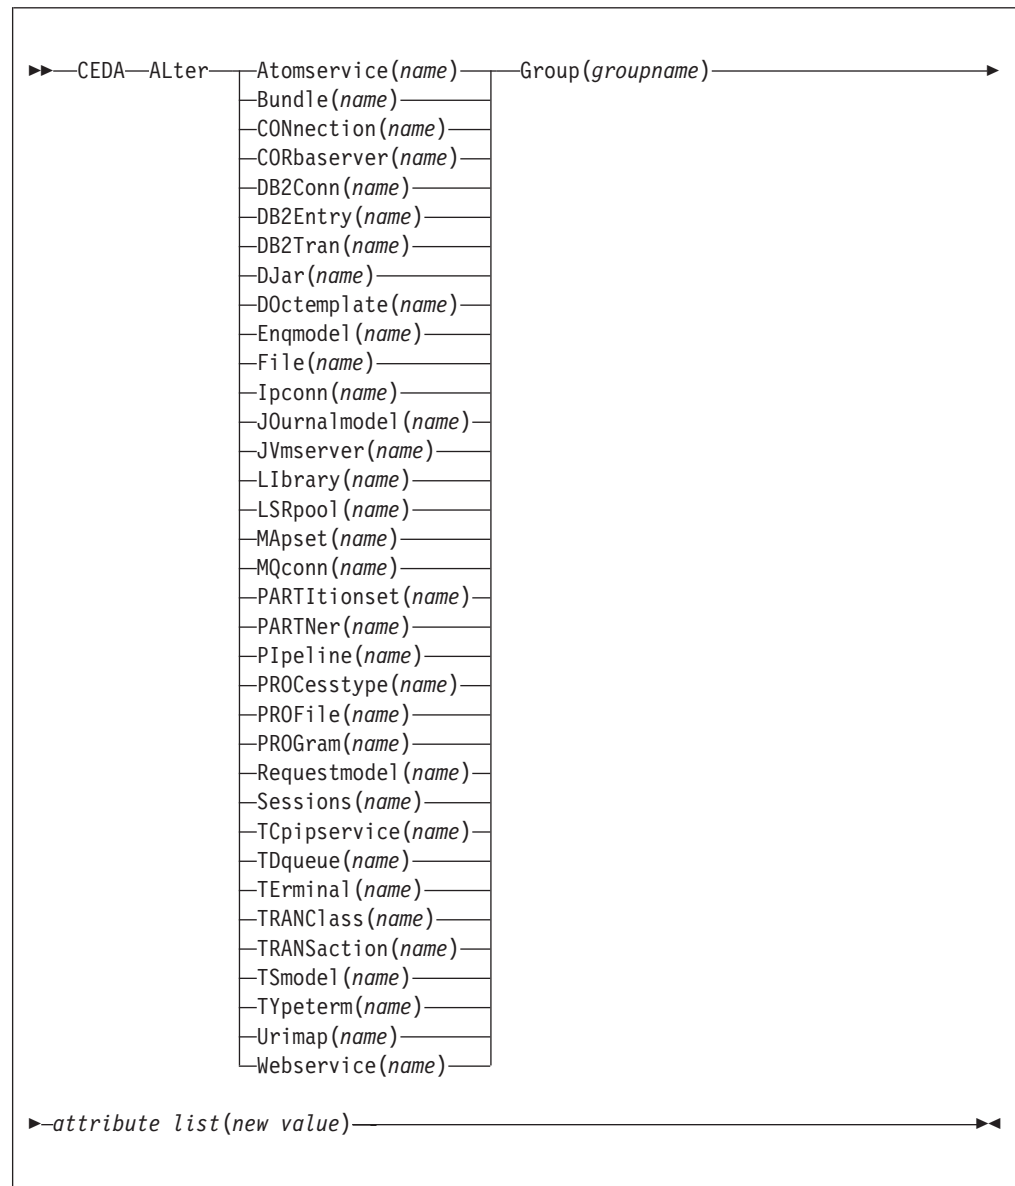 CEDA ALter Atomservice(name) Group(groupname)
Bundle(name)
CONnection(name)
CORbaserver(name)
DB2Conn(name)
DB2Entry(name)
DB2Tran(name)
DJar(name)
DOctemplate(name)
Enqmodel(name)
File(name)
Ipconn(name)
JOurnalmodel(name)
JVmserver(name)
LIbrary(name)
LSRpool(name)
MApset(name)
MQconn(name)
PARTItionset(name)
PARTNer(name)
PIpeline(name)
PROCesstype(name)
PROFile(name)
PROGram(name)
Requestmodel(name)
Sessions(name)
TCpipservice(name)
TDqueue(name)
TErminal(name)
TRANClass(name)
TRANSaction(name)
TSmodel(name)
TYpeterm(name)
Urimap(name)
Webservice(name)
attribute list(new value)